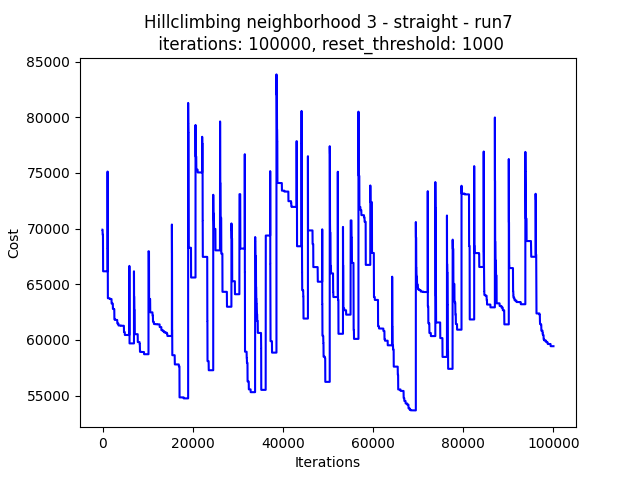 Hillclimbing neighborhood 3 - straight - run7
iterations: 100000, reset_threshold: 1000
85000
80000
75000
70000
65000
60000
55000
Cost
0 20000 40000 60000 80000 100000
Iterations